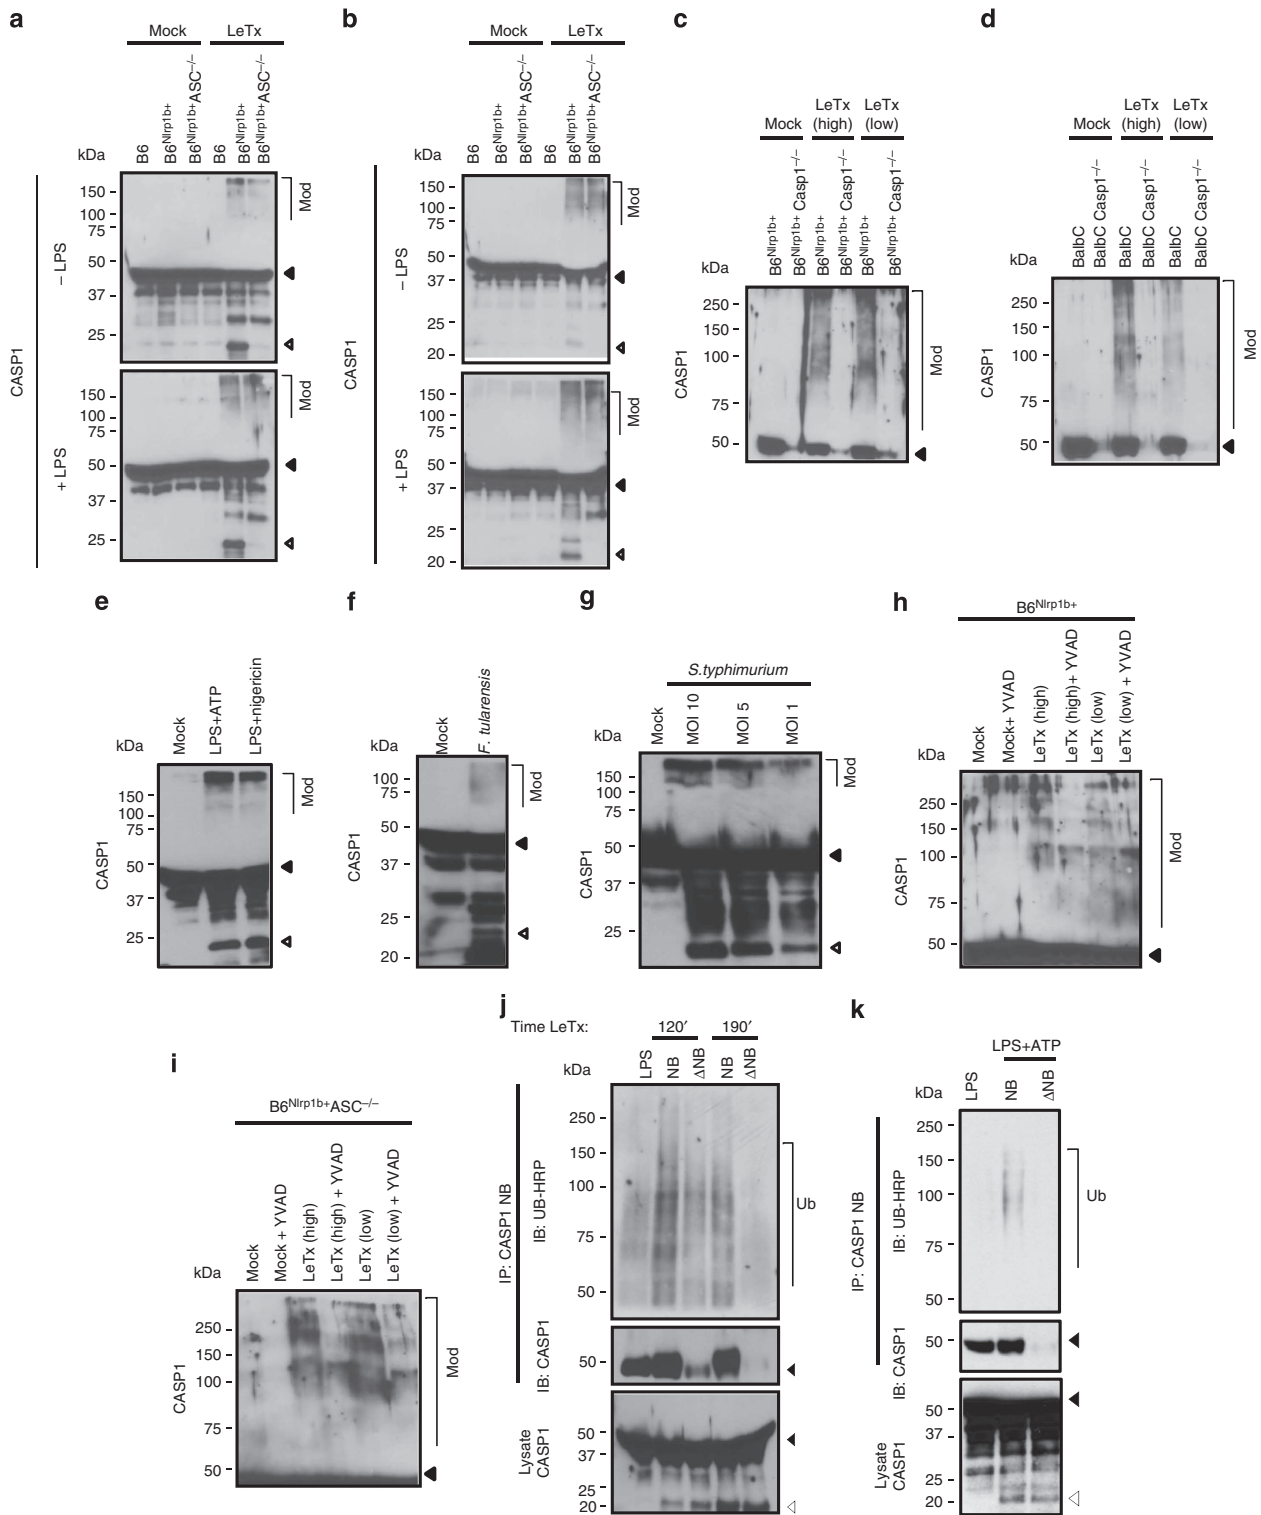 a
Mock
LeTx
B6
B6Nlrp1b+
B6Nlrp1b+ASC–/–
B6
B6Nlrp1b+
B6Nlrp1b+ASC–/–
kDa
150
100
75
50
37
25
Mod
– LPS
CASP1
150
100
75
50
37
25
Mod
+ LPS
b
Mock
LeTx
B6
B6Nlrp1b+
B6Nlrp1b+ASC–/–
B6
B6Nlrp1b+
B6Nlrp1b+ASC–/–
kDa
150
100
75
50
37
25
20
Mod
– LPS
CASP1
150
100
75
50
37
25
20
Mod
+ LPS
c
Mock
LeTx (high)
LeTx (low)
B6Nlrp1b+
B6Nlrp1b+ Casp1–/–
B6Nlrp1b+
B6Nlrp1b+ Casp1–/–
B6Nlrp1b+
B6Nlrp1b+ Casp1–/–
kDa
250
150
100
75
50
CASP1
Mod
d
Mock
LeTx (high)
LeTx (low)
BalbC
BalbC Casp1–/–
BalbC
BalbC Casp1–/–
BalbC
BalbC Casp1–/–
kDa
250
150
100
75
50
CASP1
Mod
e
Mock
LPS+ATP
LPS+nigericin
kDa
150
100
75
50
37
25
CASP1
Mod
f
Mock
F. tularensis
kDa
100
75
50
37
25
20
CASP1
Mod
g
S.typhimurium
Mock
MOI 10
MOI 5
MOI 1
kDa
150
100
75
50
37
25
CASP1
Mod
h
B6Nlrp1b+
Mock
Mock+ YVAD
LeTx (high)
LeTx (high)+ YVAD
LeTx (low)
LeTx (low) + YVAD
kDa
250
150
100
75
50
CASP1
Mod
i
B6Nlrp1b+ASC–/–
Mock
Mock + YVAD
LeTx (high)
LeTx (high) + YVAD
LeTx (low)
LeTx (low) + YVAD
kDa
250
150
100
75
50
CASP1
Mod
j
Time LeTx:
120′
190′
LPS
NB
ΔNB
NB
ΔNB
kDa
250
150
100
75
50
IP: CASP1 NB
IB: UB-HRP
Ub
50
IB: CASP1
50
37
25
20
Lysate
CASP1
k
LPS+ATP
LPS
NB
ΔNB
kDa
250
150
100
75
50
IP: CASP1 NB
IB: UB-HRP
Ub
50
IB: CASP1
50
37
25
20
Lysate
CASP1